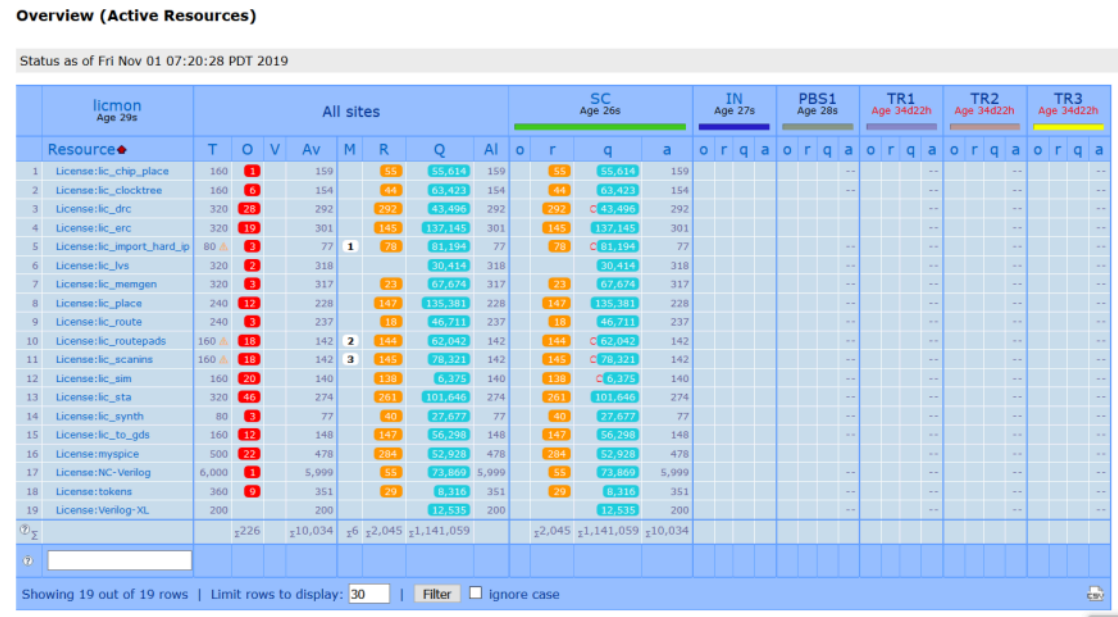 Overview (Active Resources)
Status as of Fri Nov 01 07:20:28 PDT 2019
licmon All sites SC IN PBS1 TR1 TR2 TR3
Age 29s Age 26s Age 27s Age 28s Age 34d22h Age 34d22h Age 34d22h
Resource T O V Av M R Q Al o r q a o r q a o r q a o r q a o r q a o r q a
1 License:lic_chip_place 160 1 159 55 55,614 159 55 55,614 159 -- -- -- --
2 License:lic_clocktree 160 6 154 44 63,423 154 44 63,423 154 -- -- -- --
3 License:lic_drc 320 28 292 292 43,496 292 292 C 43,496 292 -- -- --
4 License:lic_erc 320 19 301 145 137,145 301 145 137,145 301 -- -- --
5 License:lic_import_hard_ip 80 3 77 1 78 81,194 77 78 C 81,194 77 -- -- -- --
6 License:lic_lvs 320 2 318 30,414 318 30,414 318 -- -- -- --
7 License:lic_memgen 320 3 317 23 67,674 317 23 67,674 317 -- -- -- --
8 License:lic_place 240 12 228 147 135,381 228 147 135,381 228 -- -- -- --
9 License:lic_route 240 3 237 18 46,711 237 18 46,711 237 -- -- -- --
10 License:lic_routepads 160 18 142 2 144 62,042 142 144 C 62,042 142 -- -- -- --
11 License:lic_scanins 160 18 142 3 145 78,321 142 145 C 78,321 142 -- -- -- --
12 License:lic_sim 160 20 140 138 6,375 140 138 C 6,375 140 -- -- --
13 License:lic_sta 320 46 274 261 101,646 274 261 101,646 274 -- -- -- --
14 License:lic_synth 80 3 77 40 27,677 77 40 27,677 77 -- -- -- --
15 License:lic_to_gds 160 12 148 147 56,298 148 147 56,298 148 -- -- -- --
16 License:myspice 500 22 478 284 52,928 478 284 52,928 478 -- -- --
17 License:NC-Verilog 6,000 1 5,999 55 73,869 5,999 55 73,869 5,999 -- -- -- --
18 License:tokens 360 9 351 29 8,316 351 29 8,316 351 -- -- -- --
19 License:Verilog-XL 200 200 12,535 200 12,535 200 -- -- -- --
? Σ Σ226 Σ10,034 Σ6 Σ2,045 Σ1,141,059 Σ2,045 Σ1,141,059 Σ10,034
?
Showing 19 out of 19 rows | Limit rows to display: 30 | Filter ignore case CSV